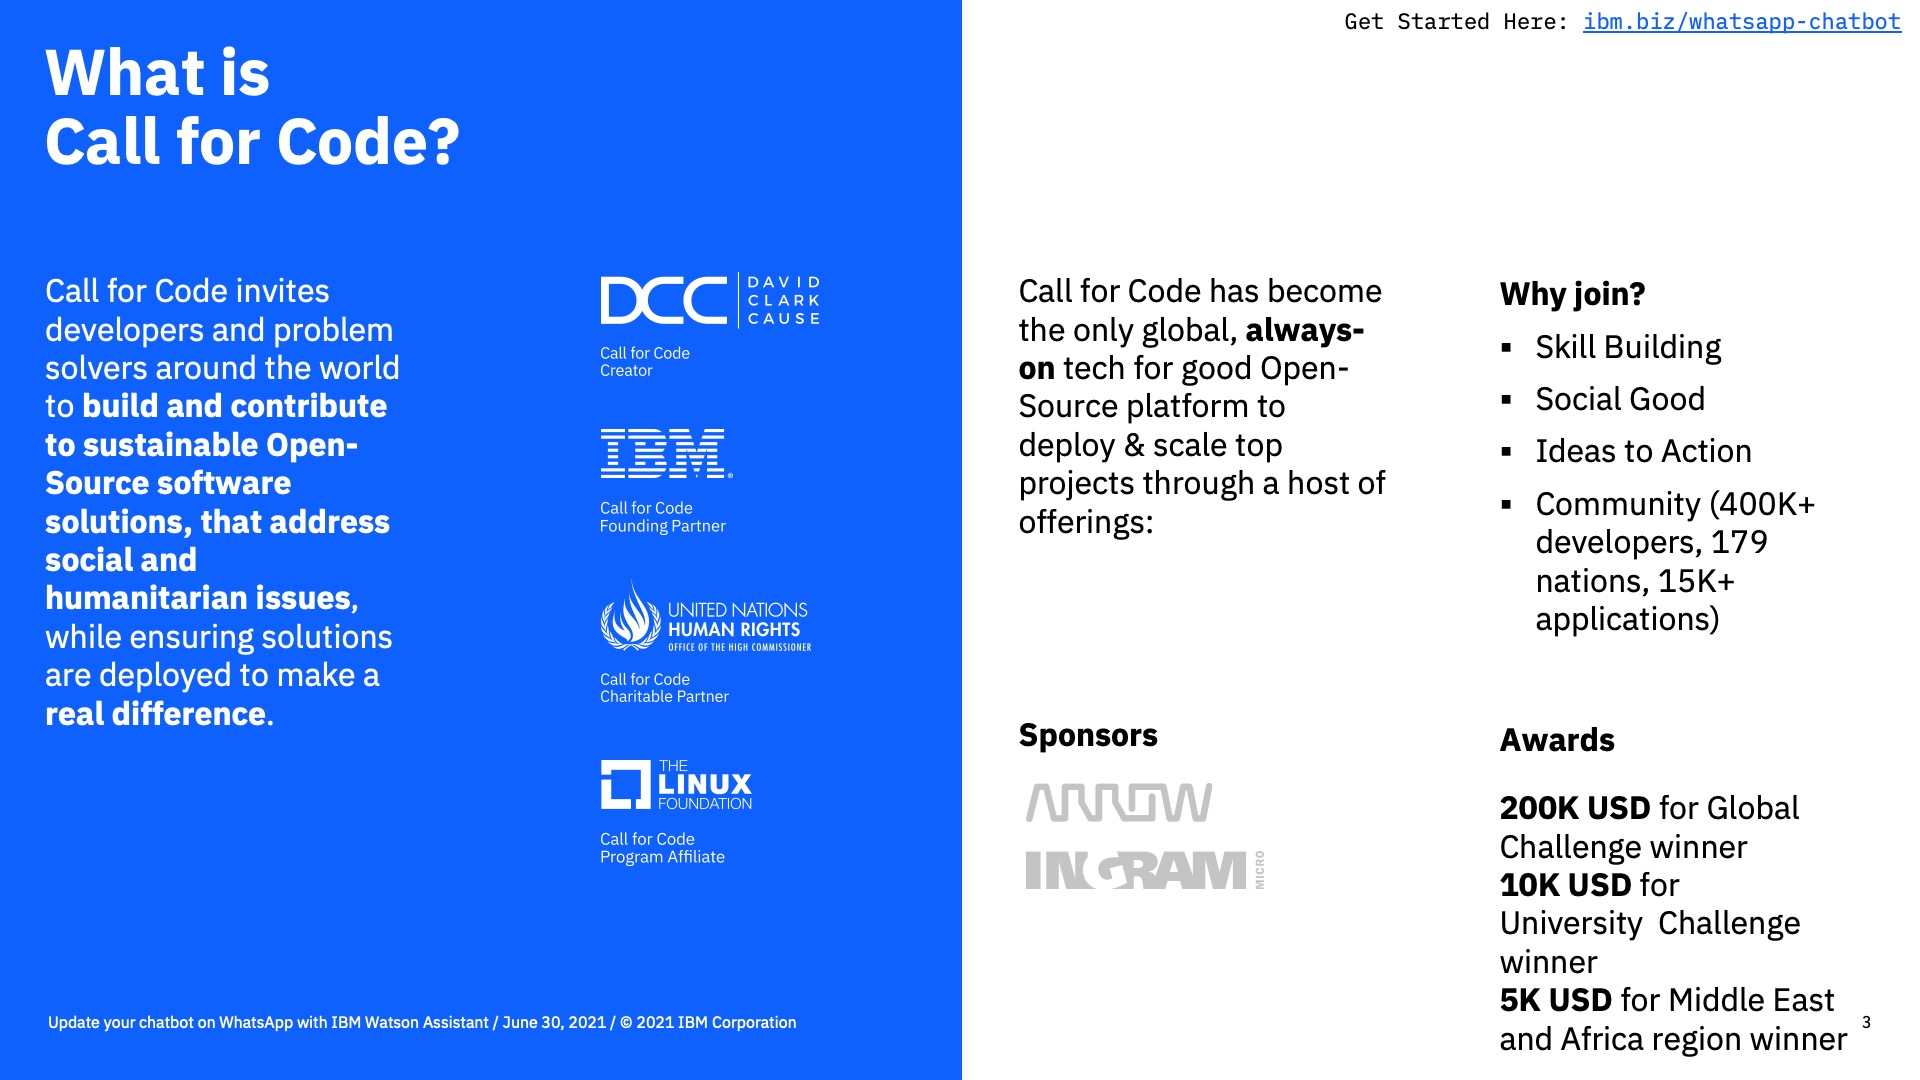 Get Started Here: ibm.biz/whatsapp-chatbot
What is
Call for Code?
Call for Code invites
developers and problem
solvers around the world
to build and contribute
to sustainable Open-
Source software
solutions, that address
social and
humanitarian issues,
while ensuring solutions
are deployed to make a
real difference.
DCC
DAVID
CLARK
CAUSE
Call for Code
Creator
IBM®
Call for Code
Founding Partner
UNITED NATIONS
HUMAN RIGHTS
OFFICE OF THE HIGH COMMISSIONER
Call for Code
Charitable Partner
THE
LINUX
FOUNDATION
Call for Code
Program Affiliate
Call for Code has become
the only global, always-
on tech for good Open-
Source platform to
deploy & scale top
projects through a host of
offerings:
Why join?
▪ Skill Building
▪ Social Good
▪ Ideas to Action
▪ Community (400K+
developers, 179
nations, 15K+
applications)
Sponsors
ARROW
INGRAM MICRO
Awards
200K USD for Global
Challenge winner
10K USD for
University  Challenge
winner
5K USD for Middle East
and Africa region winner
Update your chatbot on WhatsApp with IBM Watson Assistant / June 30, 2021 / © 2021 IBM Corporation
3